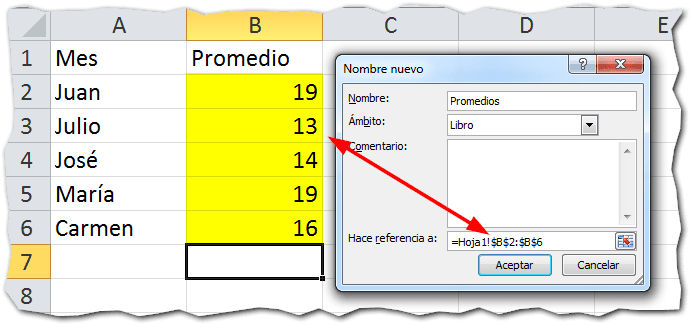 A B C D E
1 Mes Promedio
2 Juan 19
3 Julio 13
4 José 14
5 María 19
6 Carmen 16
7
8
Nombre nuevo
Nombre: Promedios
Ámbito: Libro
Comentario:
Hace referencia a: =Hoja1!$B$2:$B$6
Aceptar Cancelar